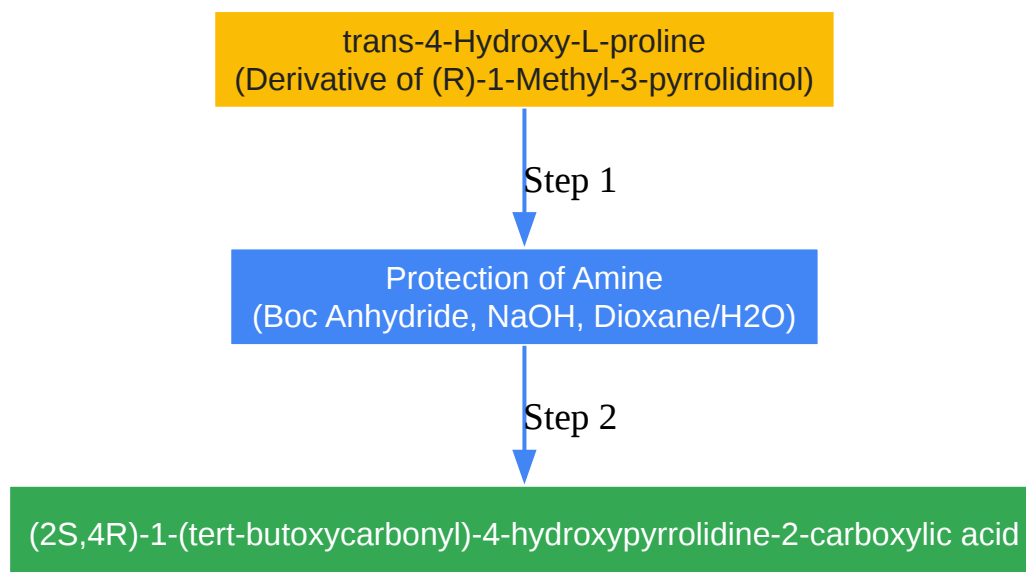 trans-4-Hydroxy-L-proline
(Derivative of (R)-1-Methyl-3-pyrrolidinol)
Step 1
Protection of Amine
(Boc Anhydride, NaOH, Dioxane/H2O)
Step 2
(2S,4R)-1-(tert-butoxycarbonyl)-4-hydroxypyrrolidine-2-carboxylic acid